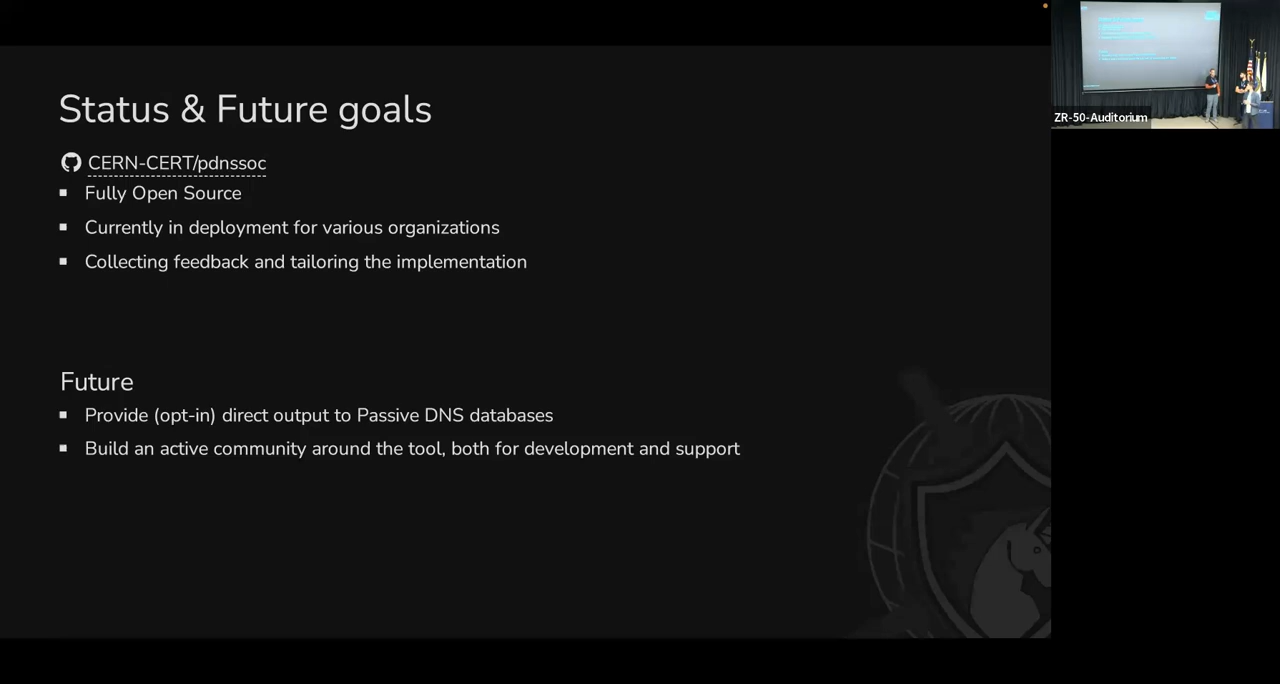 Status & Future goals
CERN-CERT/pdnssoc
Fully Open Source
Currently in deployment for various organizations
Collecting feedback and tailoring the implementation
Future
Provide (opt-in) direct output to Passive DNS databases
Build an active community around the tool, both for development and support
ZR-50-Auditorium